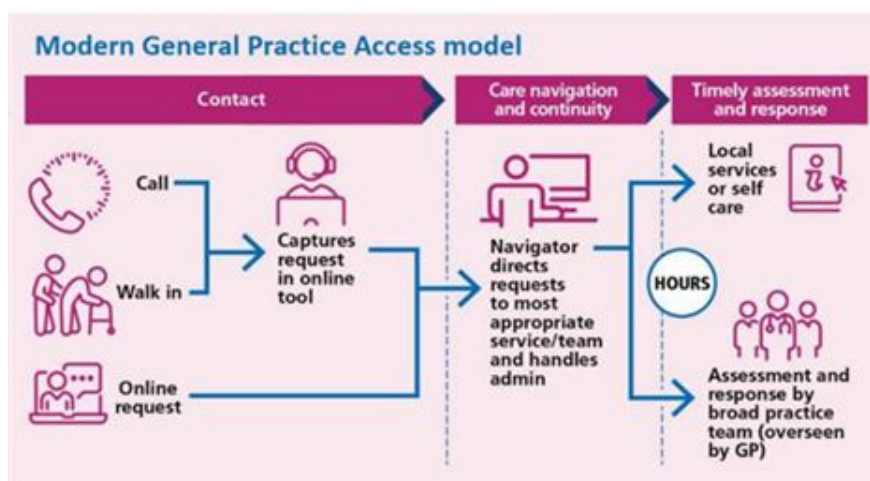 Modern General Practice Access model
Contact
Care navigation
and continuity
Timely assessment
and response
Call
Walk in
Online
request
Captures
request
in online
tool
Navigator
directs
requests
to most
appropriate
service/team
and handles
admin
Local
services
or self
care
HOURS
Assessment and
response by
broad practice
team (overseen
by GP)